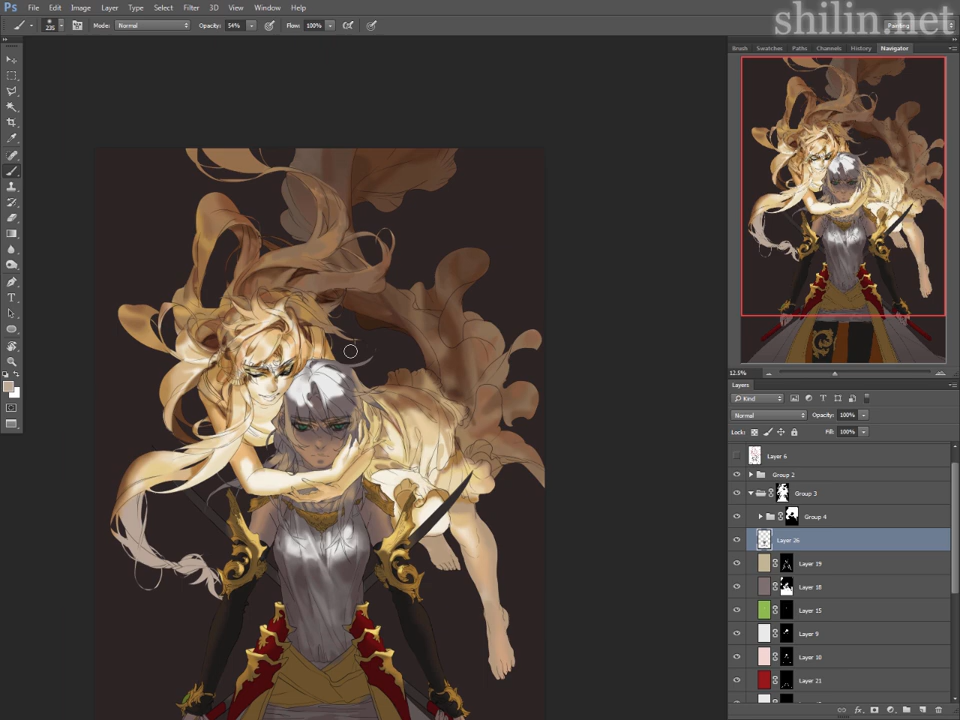 shilin.net
Ps File Edit Image Layer Type Select Filter 3D View Window Help
235 Mode: Normal Opacity: 54% Flow: 100% Painting
Brush Swatches Paths Channels History Navigator
12.5%
Layers
Kind
Normal Opacity: 100%
Lock: Fill: 100%
Layer 6
Group 2
Group 3
Group 4
Layer 26
Layer 19
Layer 18
Layer 15
Layer 9
Layer 10
Layer 21